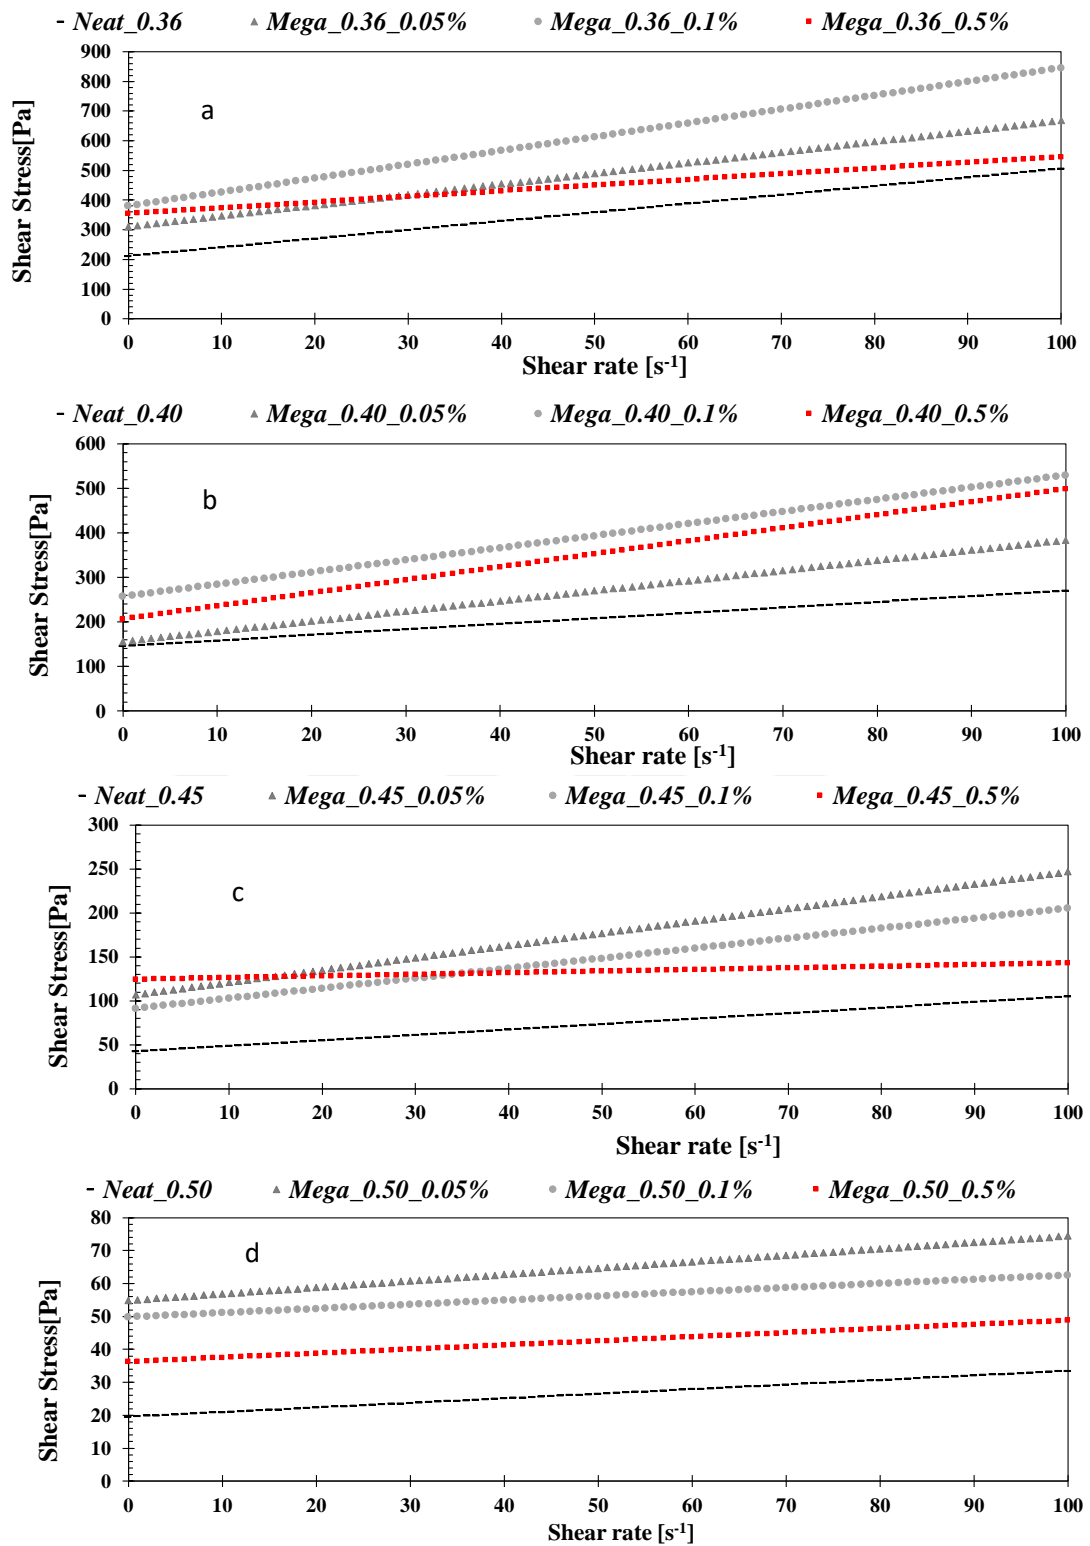 - Neat_0.36 ▲ Mega_0.36_0.05% ● Mega_0.36_0.1% ■ Mega_0.36_0.5%
900
800
700
600
500
400
300
200
100
0
Shear Stress[Pa]
a
0 10 20 30 40 50 60 70 80 90 100
Shear rate [s⁻¹]
- Neat_0.40 ▲ Mega_0.40_0.05% ● Mega_0.40_0.1% ■ Mega_0.40_0.5%
600
500
400
300
200
100
0
Shear Stress[Pa]
b
0 10 20 30 40 50 60 70 80 90 100
Shear rate [s⁻¹]
- Neat_0.45 ▲ Mega_0.45_0.05% ● Mega_0.45_0.1% ■ Mega_0.45_0.5%
300
250
200
150
100
50
0
Shear Stress[Pa]
c
0 10 20 30 40 50 60 70 80 90 100
Shear rate [s⁻¹]
- Neat_0.50 ▲ Mega_0.50_0.05% ● Mega_0.50_0.1% ■ Mega_0.50_0.5%
80
70
60
50
40
30
20
10
0
Shear Stress[Pa]
d
0 10 20 30 40 50 60 70 80 90 100
Shear rate [s⁻¹]